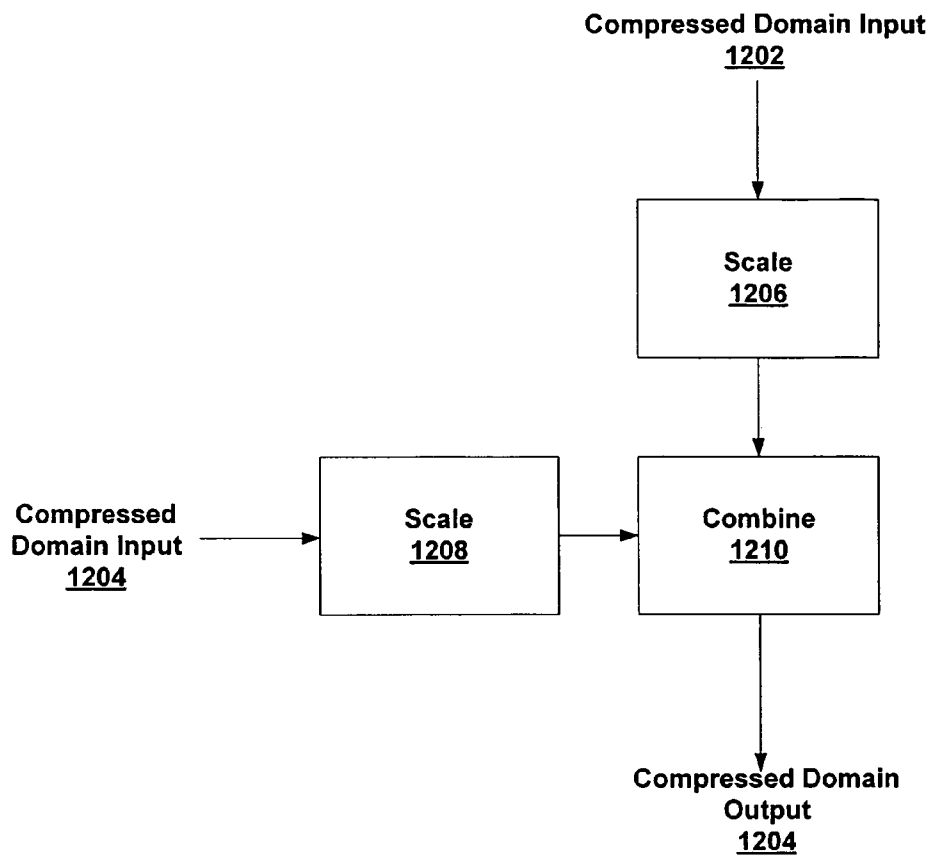 Compressed Domain Input
1202
Scale
1206
Compressed
Domain Input
1204
Scale
1208
Combine
1210
Compressed Domain
Output
1204